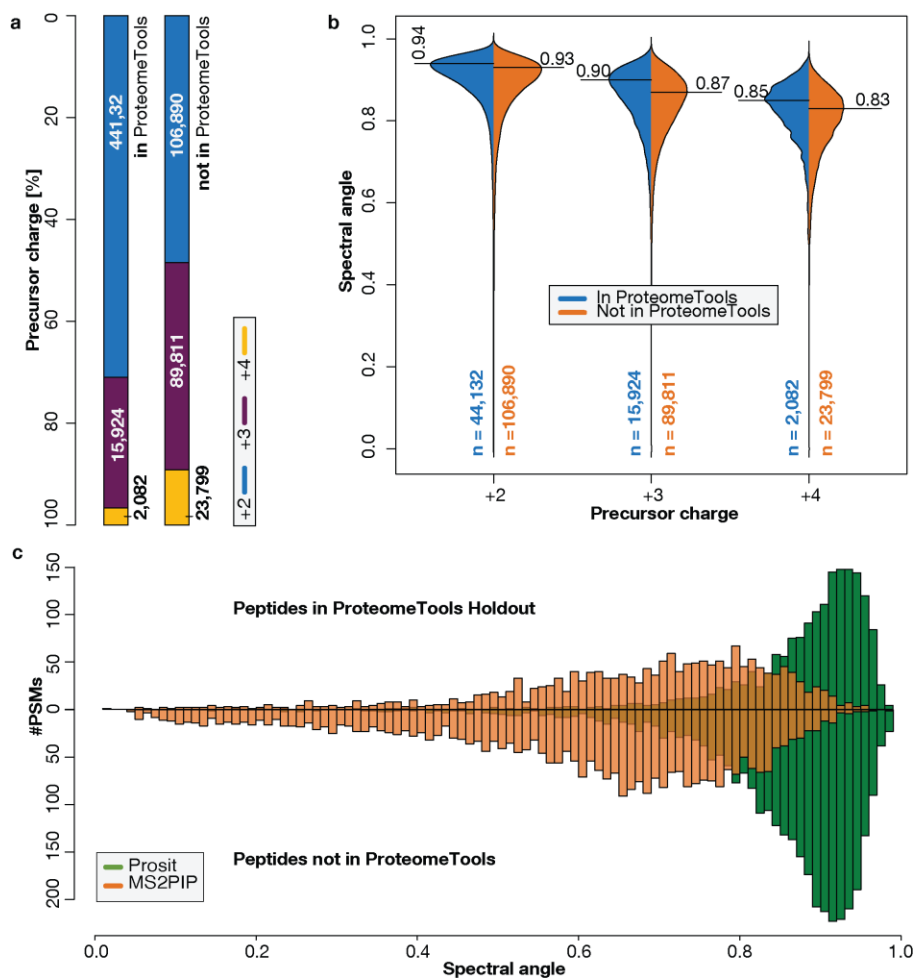 a
Precursor charge [%]
0
20
40
60
80
100
441,32
15,924
2,082
in ProteomeTools
106,890
89,811
23,799
not in ProteomeTools
+2
+3
+4
b
Spectral angle
1.0
0.8
0.6
0.4
0.2
0.0
0.94
0.93
0.90
0.87
0.85
0.83
In ProteomeTools
Not in ProteomeTools
n = 44,132
n =106,890
n = 15,924
n = 89,811
n = 2,082
n = 23,799
+2
+3
+4
Precursor charge
c
#PSMs
150
100
50
0
50
100
150
200
Peptides in ProteomeTools Holdout
Peptides not in ProteomeTools
Prosit
MS2PIP
0.0
0.2
0.4
0.6
0.8
1.0
Spectral angle